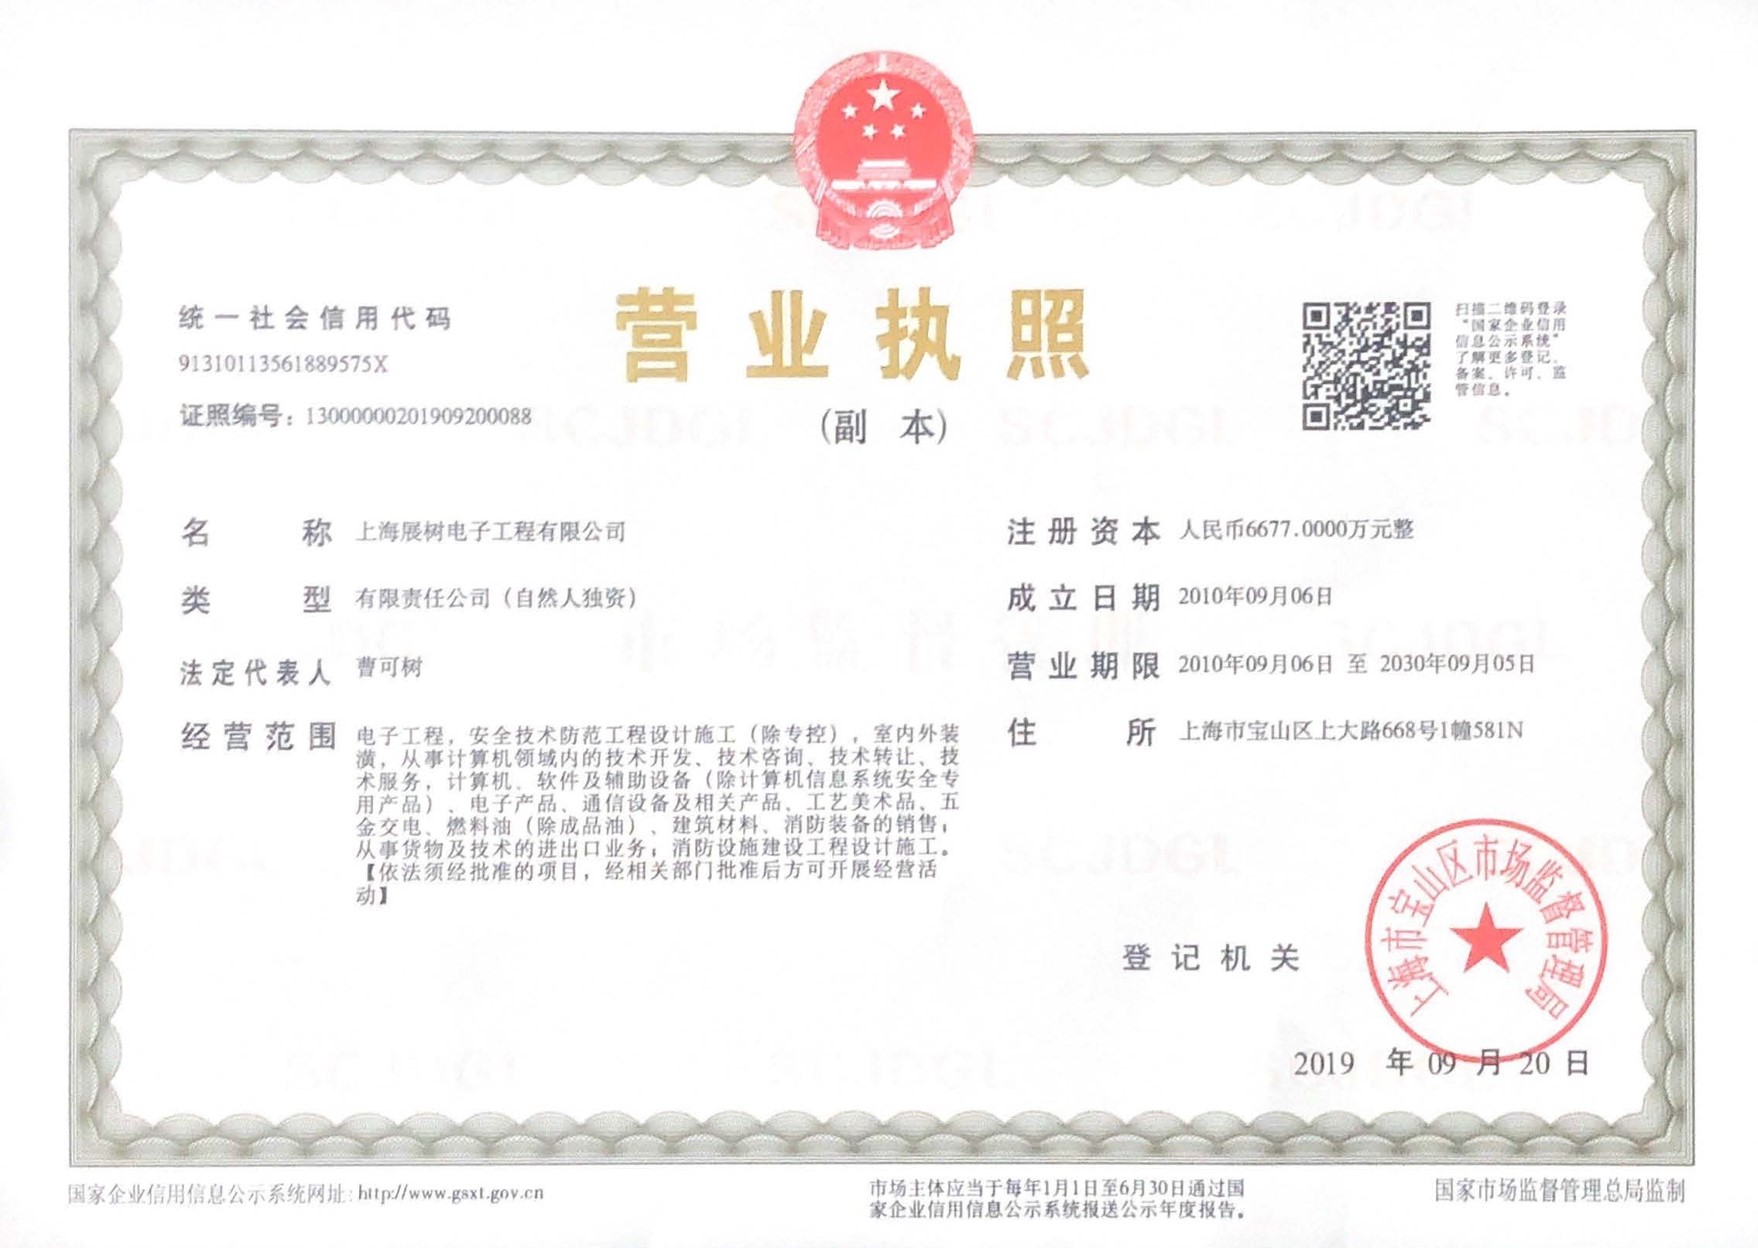 统一社会信用代码
91310113561889575X
证照编号：13000000201909200088
营业执照
（副 本）
扫描二维码登录
“国家企业信用
信息公示系统”
了解更多登记、
备案、许可、监
管信息。
名 称 上海展树电子工程有限公司
类 型 有限责任公司（自然人独资）
法定代表人 曹可树
经营范围 电子工程，安全技术防范工程设计施工（除专控），室内外装
潢，从事计算机领域内的技术开发、技术咨询、技术转让、技
术服务，计算机、软件及辅助设备（除计算机信息系统安全专
用产品）、电子产品、通信设备及相关产品、工艺美术品、五
金交电、燃料油（除成品油）、建筑材料、消防装备的销售；
从事货物及技术的进出口业务；消防设施建设工程设计施工。
【依法须经批准的项目，经相关部门批准后方可开展经营活
动】
注册资本 人民币6677.0000万元整
成立日期 2010年09月06日
营业期限 2010年09月06日 至 2030年09月05日
住 所 上海市宝山区上大路668号1幢581N
登记机关
上海市宝山区市场监督管理局
2019 年 09 月 20 日
国家企业信用信息公示系统网址：http://www.gsxt.gov.cn
市场主体应当于每年1月1日至6月30日通过国
家企业信用信息公示系统报送公示年度报告。
国家市场监督管理总局监制